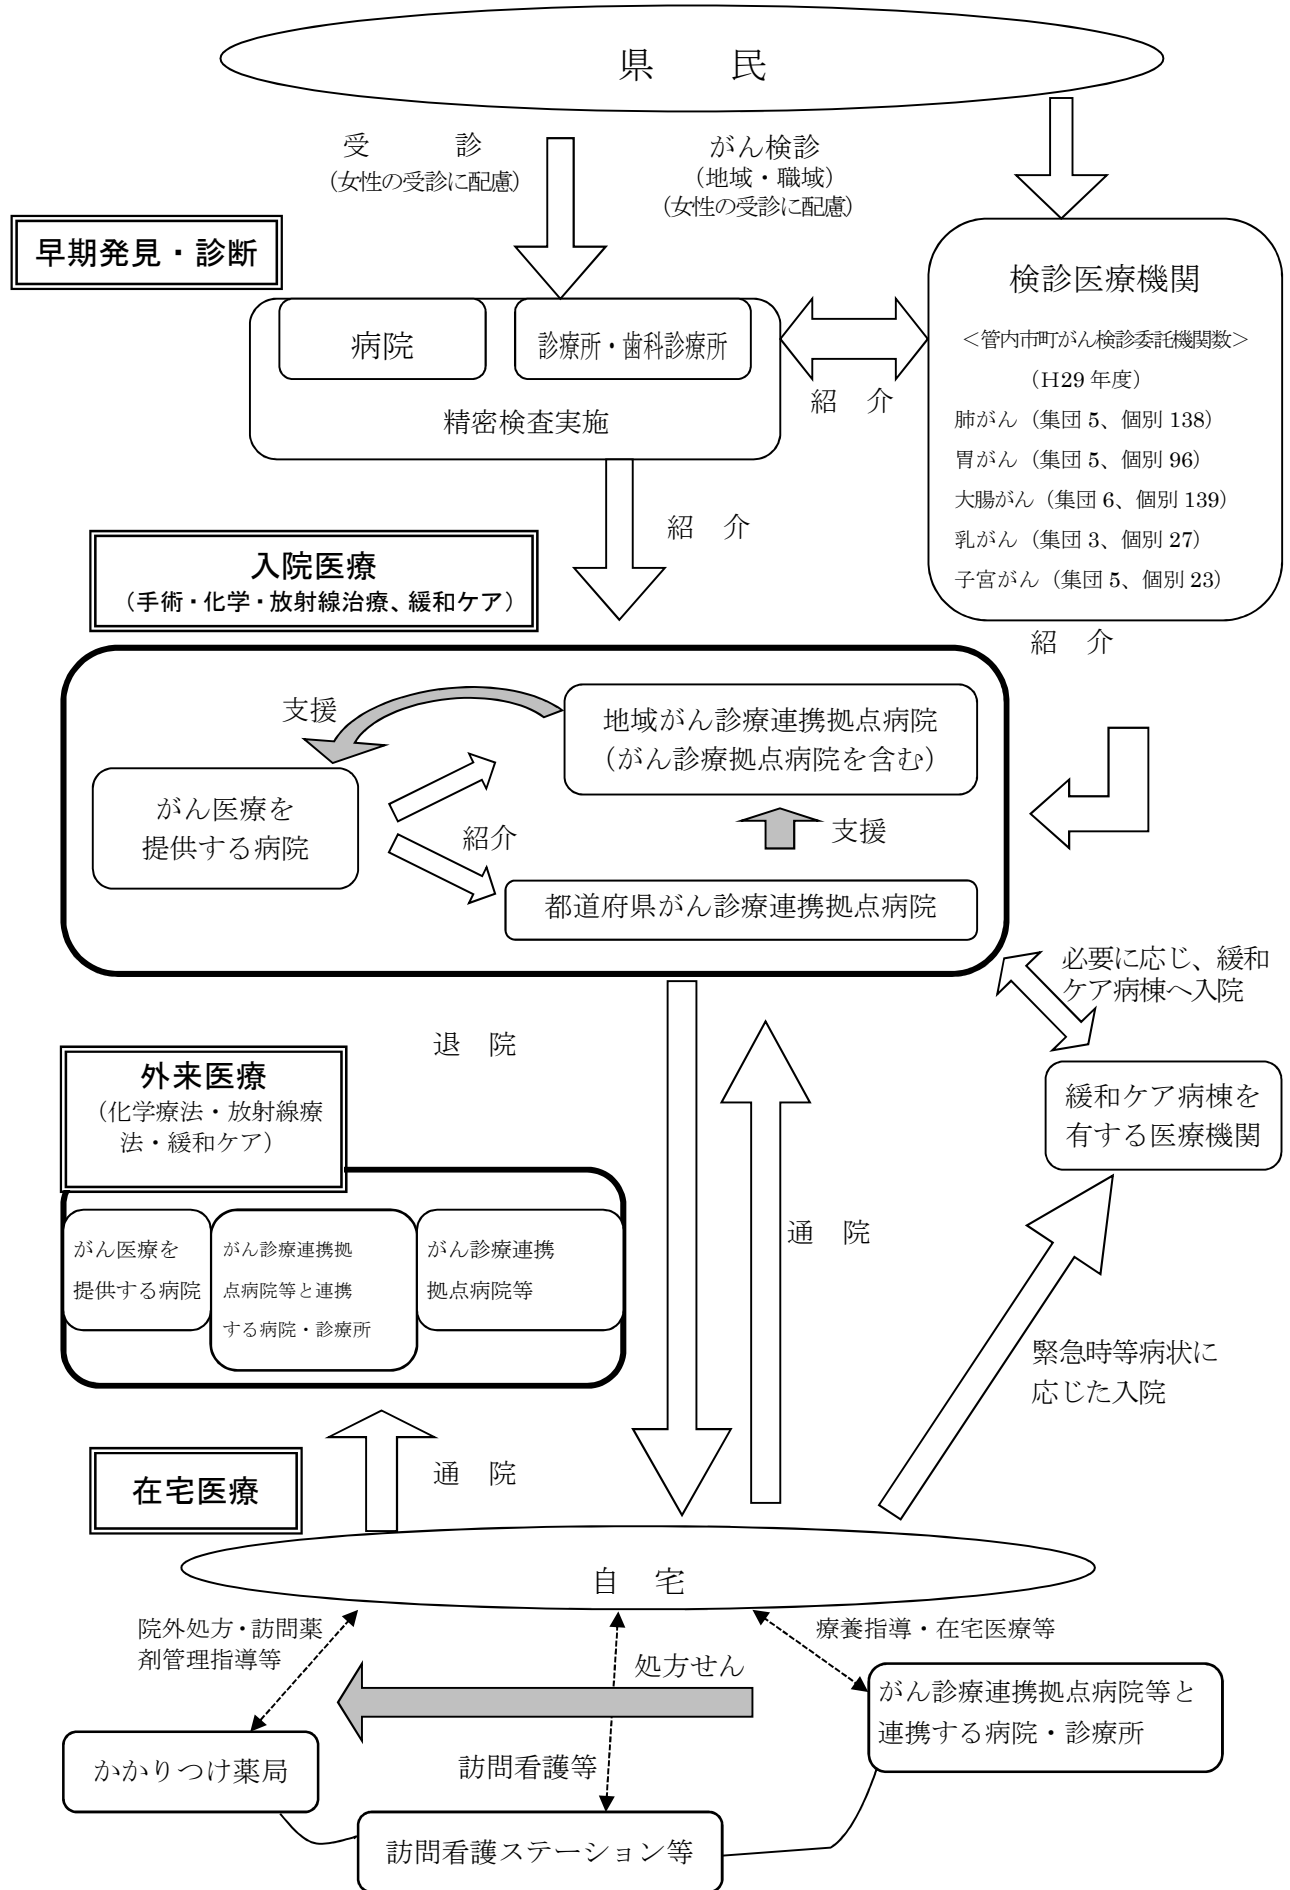 県　　民
受　　　診
（女性の受診に配慮）
がん検診
（地域・職域）
（女性の受診に配慮）
早期発見・診断
病院
診療所・歯科診療所
精密検査実施
紹　介
検診医療機関
＜管内市町がん検診委託機関数＞
（H29 年度）
肺がん（集団 5、個別 138）
胃がん（集団 5、個別 96）
大腸がん（集団 6、個別 139）
乳がん（集団 3、個別 27）
子宮がん（集団 5、個別 23）
紹　介
入院医療
（手術・化学・放射線治療、緩和ケア）
紹　介
支援
地域がん診療連携拠点病院
（がん診療拠点病院を含む）
がん医療を
提供する病院
紹介
支援
都道府県がん診療連携拠点病院
必要に応じ、緩和
ケア病棟へ入院
退　院
外来医療
（化学療法・放射線療
法・緩和ケア）
緩和ケア病棟を
有する医療機関
がん医療を
提供する病院
がん診療連携拠
点病院等と連携
する病院・診療所
がん診療連携
拠点病院等
通　院
緊急時等病状に
応じた入院
在宅医療
通　院
自　宅
院外処方・訪問薬
剤管理指導等
処方せん
療養指導・在宅医療等
がん診療連携拠点病院等と
連携する病院・診療所
かかりつけ薬局
訪問看護等
訪問看護ステーション等